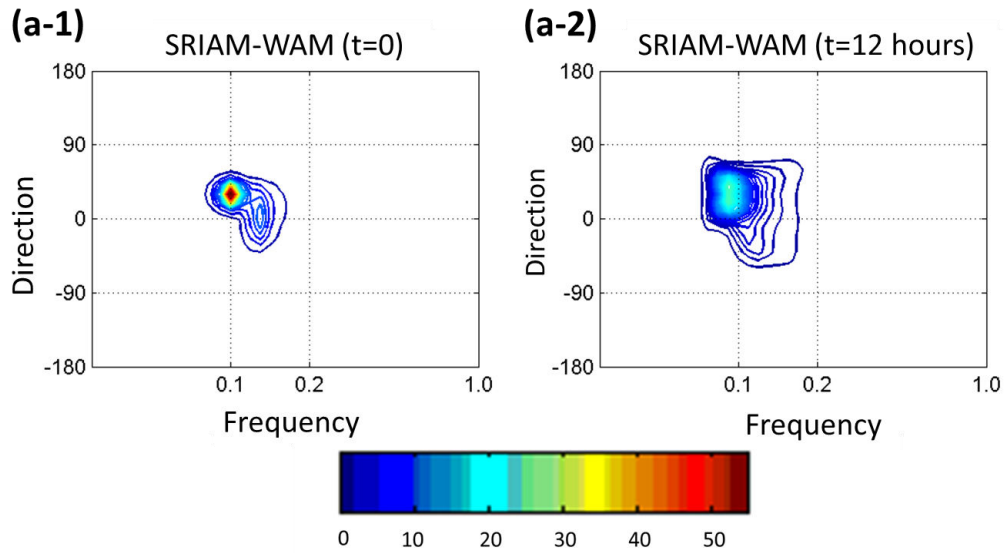 (a-1)
SRIAM-WAM (t=0)
180
90
0
-90
-180
Direction
0.1
0.2
1.0
Frequency
(a-2)
SRIAM-WAM (t=12 hours)
180
90
0
-90
-180
Direction
0.1
0.2
1.0
Frequency
0 10 20 30 40 50